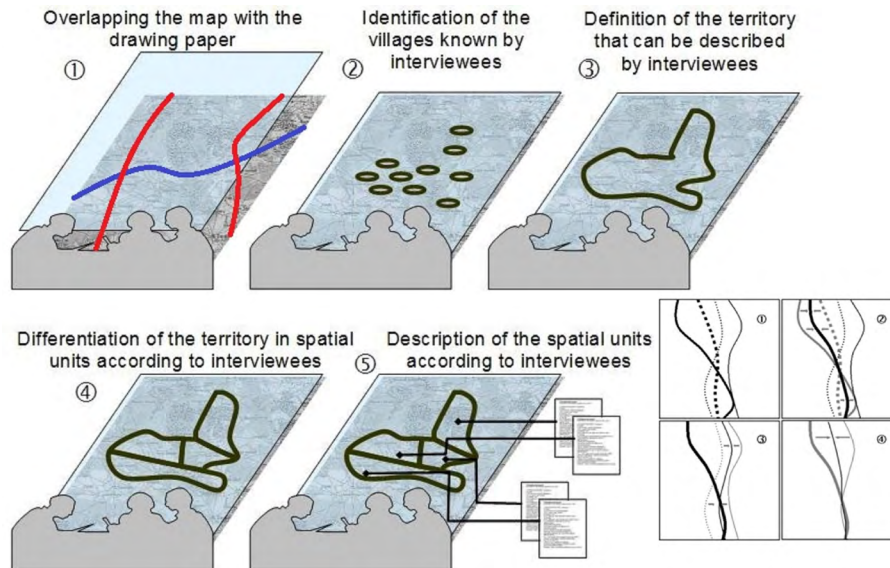 Overlapping the map with the
drawing paper
①
Identification of the
villages known by
interviewees
②
Definition of the territory
that can be described
by interviewees
③
Differentiation of the territory in spatial
units according to interviewees
④
Description of the spatial units
according to interviewees
⑤
①
②
③
④